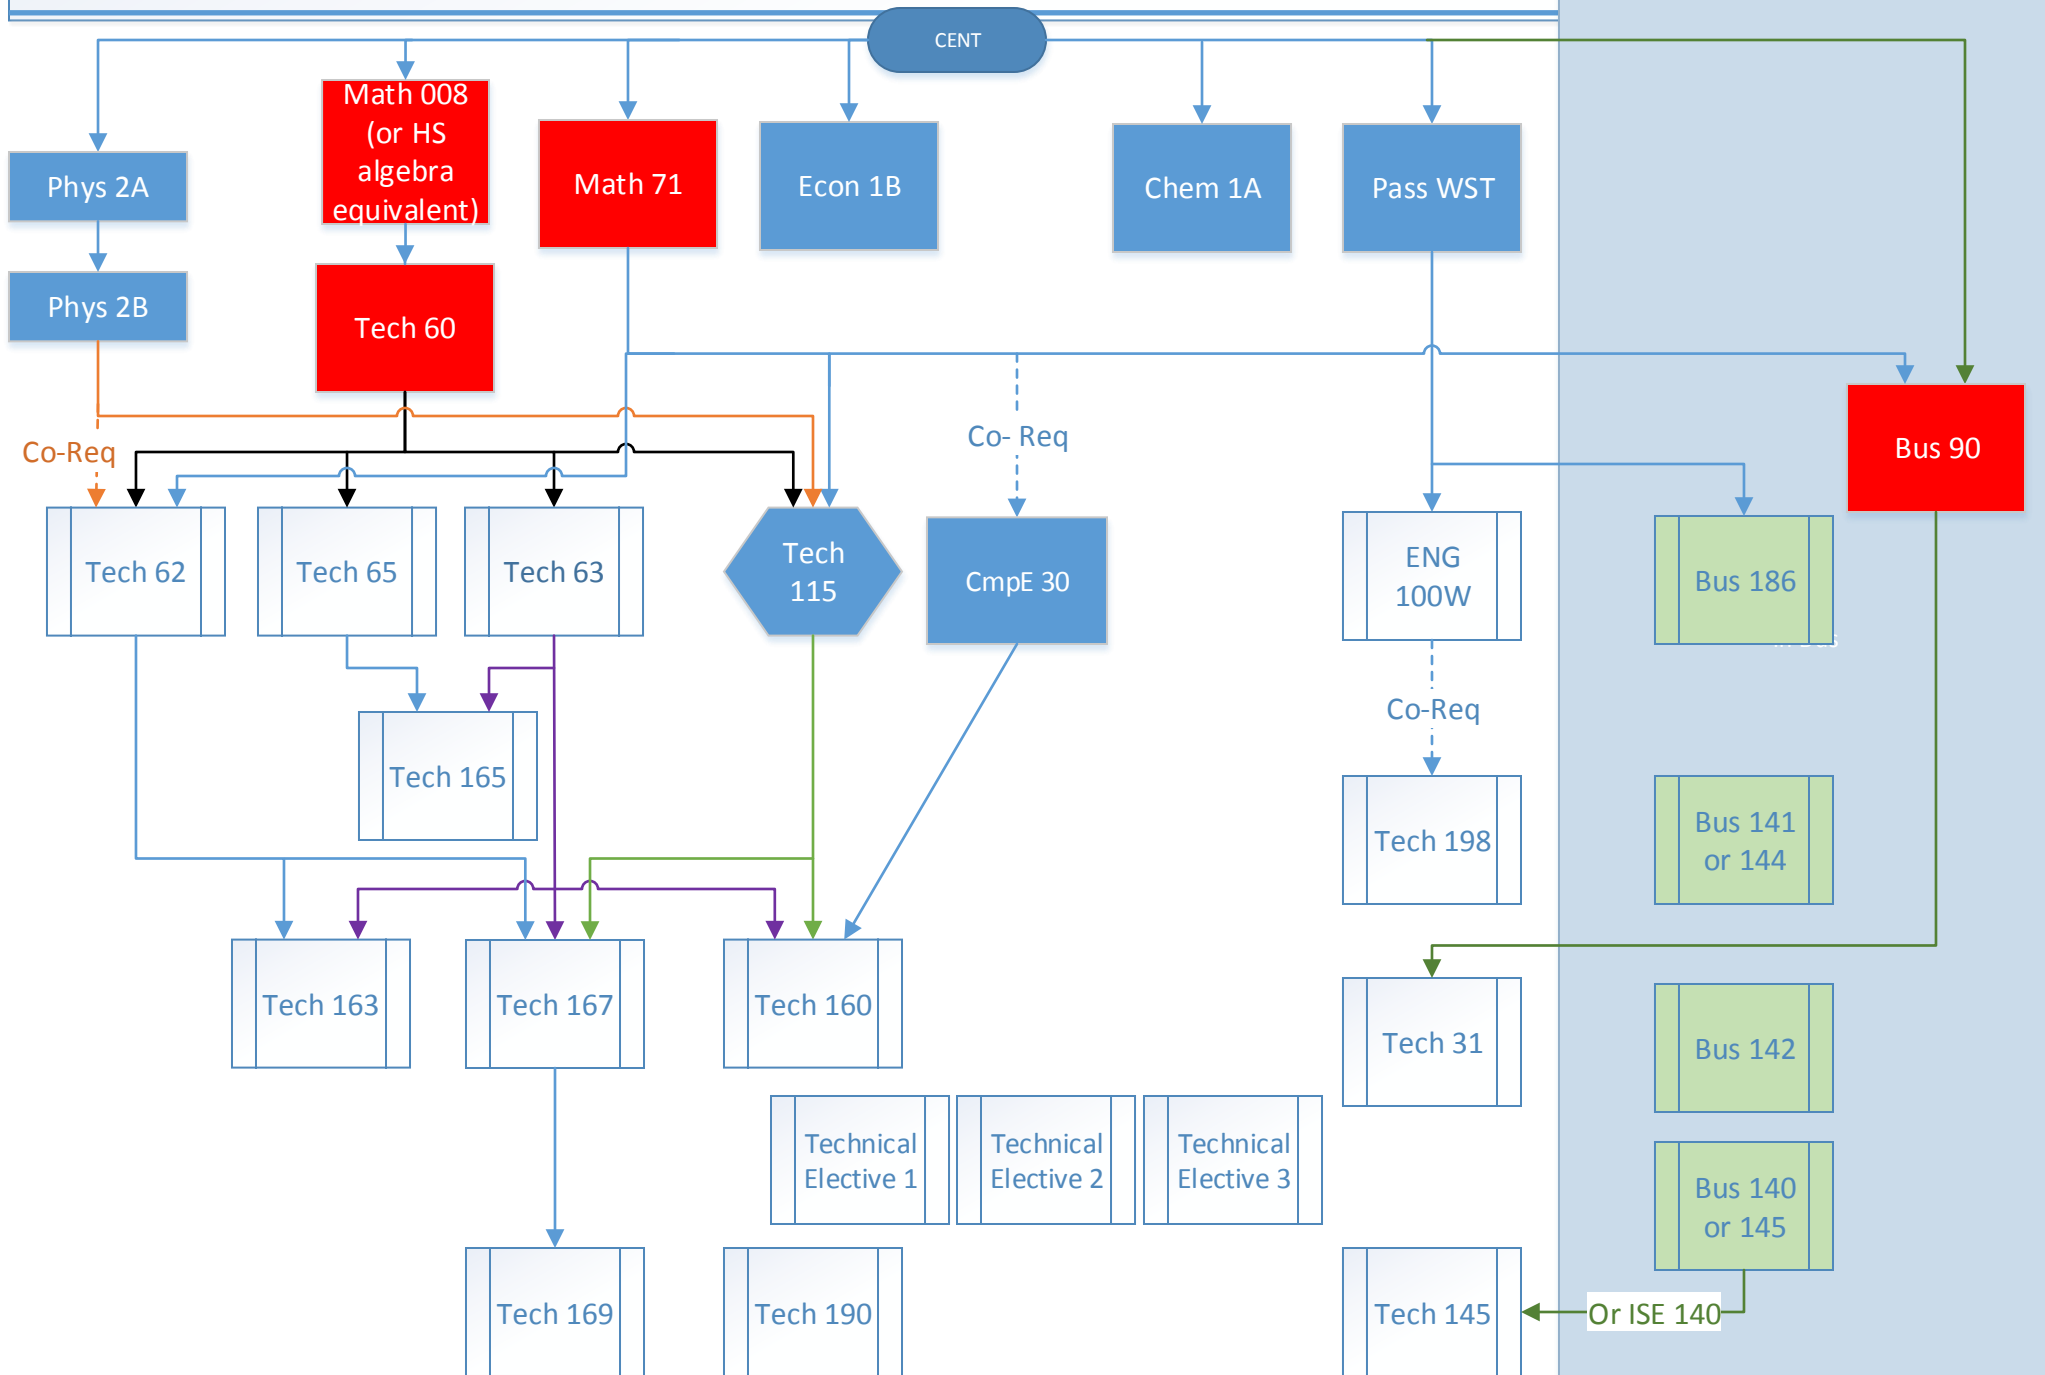 CENT
Math 008
(or HS
algebra
equivalent)
Math 71
Econ 1B
Chem 1A
Pass WST
Phys 2A
Phys 2B
Tech 60
Co-Req
Co- Req
Bus 90
Tech 62
Tech 65
Tech 63
Tech
115
CmpE 30
ENG
100W
Bus 186
Co-Req
Tech 165
Tech 198
Bus 141
or 144
Tech 163
Tech 167
Tech 160
Tech 31
Bus 142
Technical
Elective 1
Technical
Elective 2
Technical
Elective 3
Bus 140
or 145
Tech 169
Tech 190
Tech 145
Or ISE 140